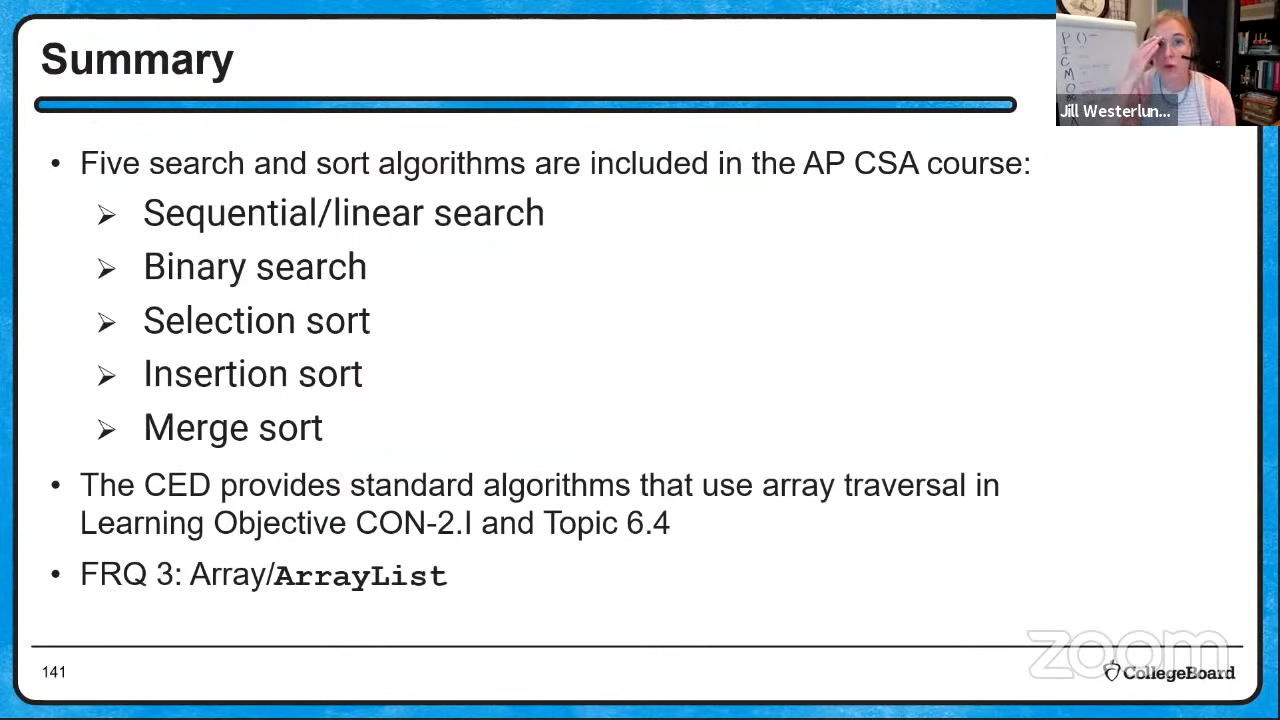 Summary
Jill Westerlun...
P ( ) -
I
C
M
• Five search and sort algorithms are included in the AP CSA course:
➢ Sequential/linear search
➢ Binary search
➢ Selection sort
➢ Insertion sort
➢ Merge sort
• The CED provides standard algorithms that use array traversal in
Learning Objective CON-2.I and Topic 6.4
• FRQ 3: Array/ArrayList
zoom
141
CollegeBoard